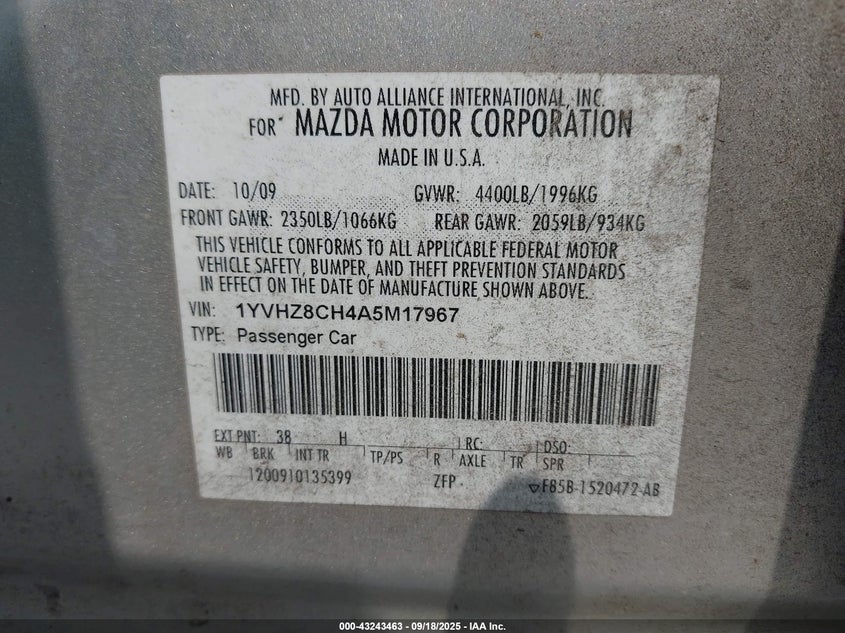 MFD. BY AUTO ALLIANCE INTERNATIONAL, INC.
FOR MAZDA MOTOR CORPORATION
MADE IN U.S.A.
DATE: 10/09 GVWR: 4400LB/1996KG
FRONT GAWR: 2350LB/1066KG REAR GAWR: 2059LB/934KG
THIS VEHICLE CONFORMS TO ALL APPLICABLE FEDERAL MOTOR
VEHICLE SAFETY, BUMPER, AND THEFT PREVENTION STANDARDS
IN EFFECT ON THE DATE OF MANUFACTURE SHOWN ABOVE.
VIN: 1YVHZ8CH4A5M17967
TYPE: Passenger Car
EXT PNT: 38 H RC: DSO:
WB BRK INT TR TP/PS R AXLE TR SPR
1200910135399 ZFP F85B-1520472-AB
000-43243463 - 09/18/2025 - IAA Inc.